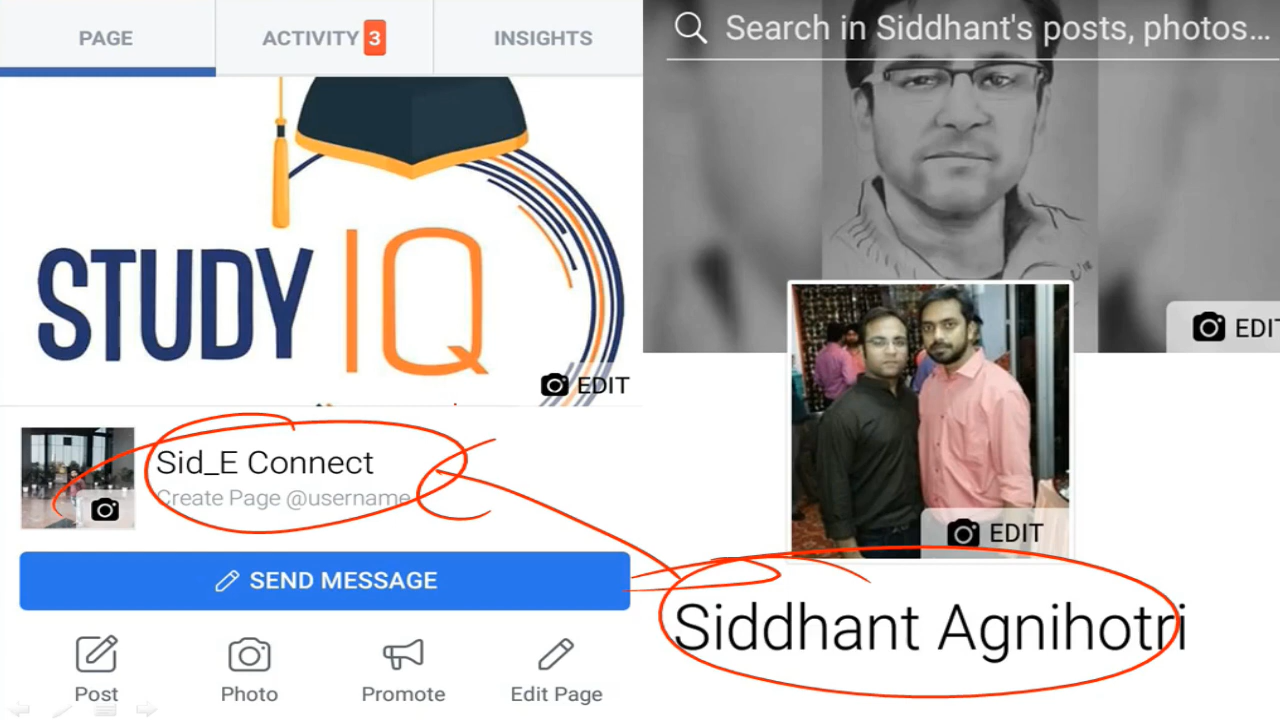 PAGE
ACTIVITY 3
INSIGHTS
STUDY IQ
EDIT
Sid_E Connect
Create Page @username
SEND MESSAGE
Post
Photo
Promote
Edit Page
Search in Siddhant's posts, photos...
EDIT
Siddhant Agnihotri